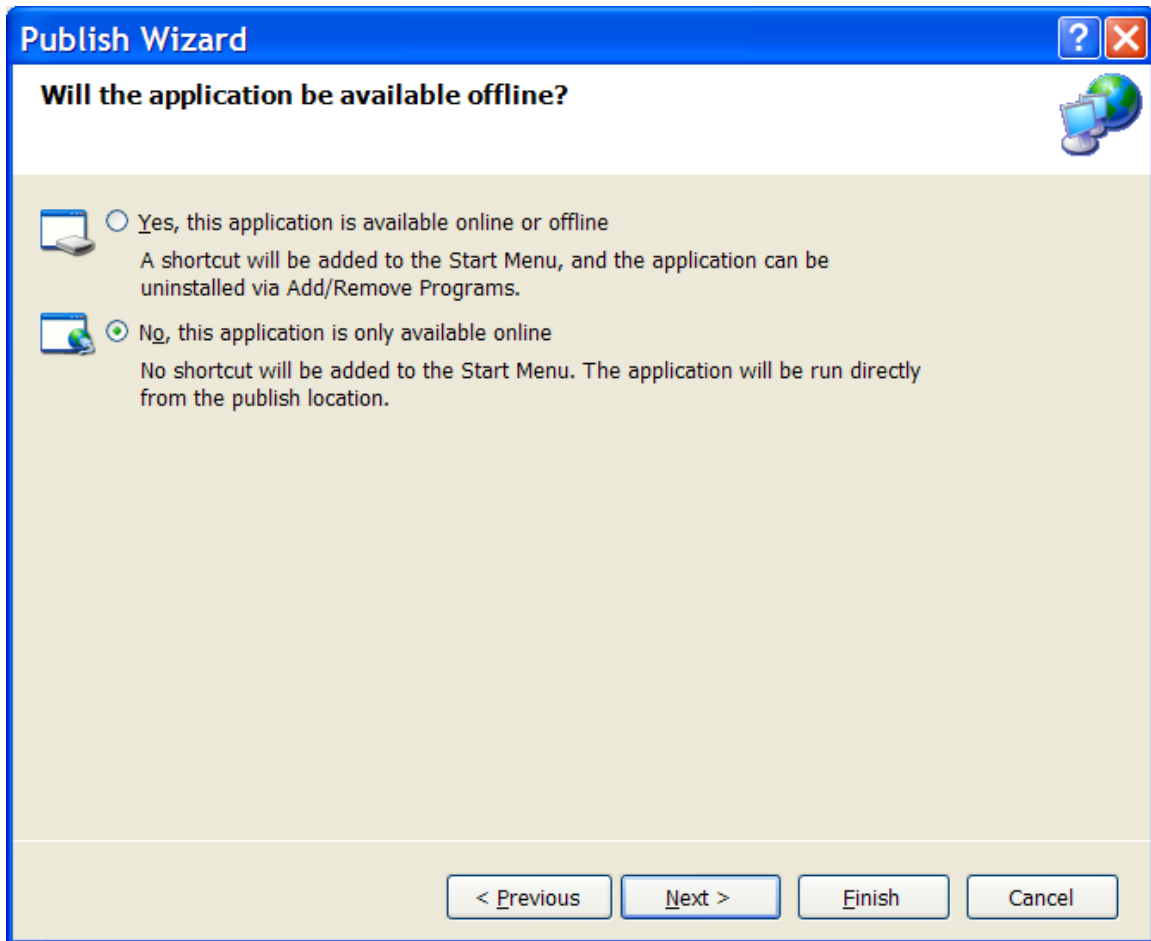 Publish Wizard
Will the application be available offline?
Yes, this application is available online or offline
A shortcut will be added to the Start Menu, and the application can be
uninstalled via Add/Remove Programs.
No, this application is only available online
No shortcut will be added to the Start Menu. The application will be run directly
from the publish location.
< Previous Next > Finish Cancel